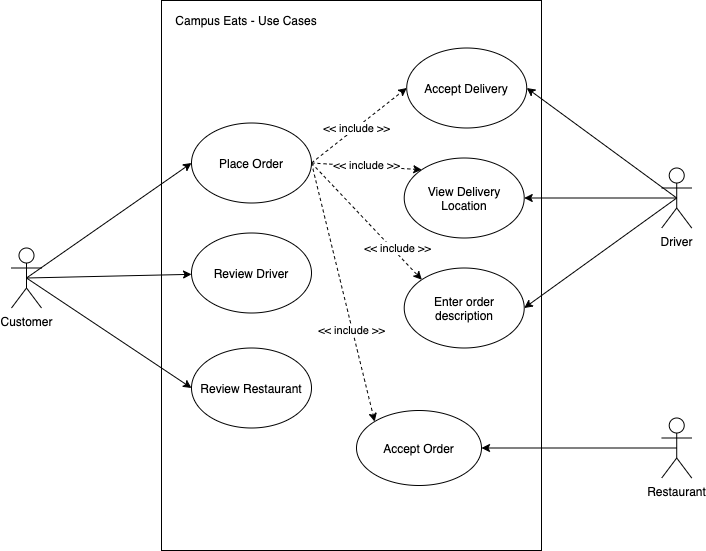 Campus Eats - Use Cases
Accept Delivery
<< include >>
Place Order
<< include >>
View Delivery
Location
Driver
<< include >>
Review Driver
Enter order
description
Customer
<< include >>
Review Restaurant
Accept Order
Restaurant